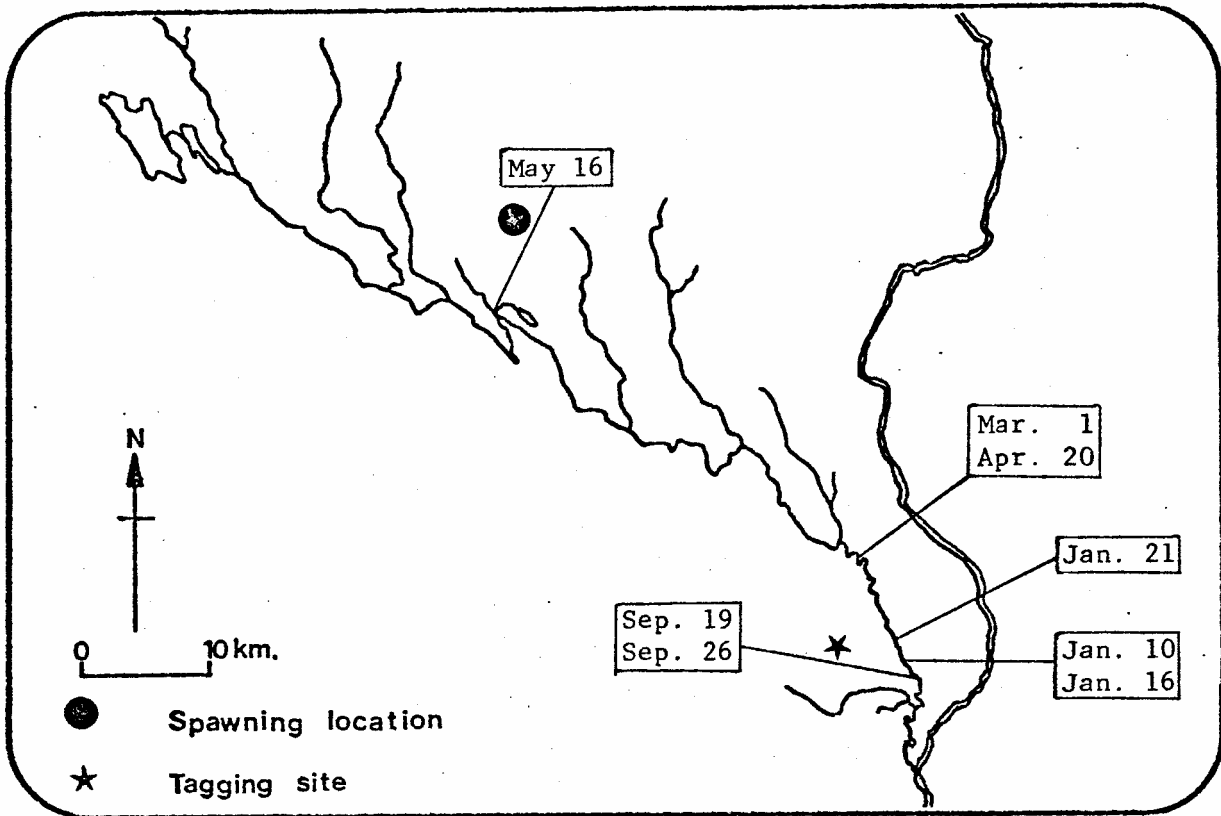 May 16
Mar. 1
Apr. 20
Jan. 21
Sep. 19
Sep. 26
Jan. 10
Jan. 16
N
0 10 km.
Spawning location
Tagging site